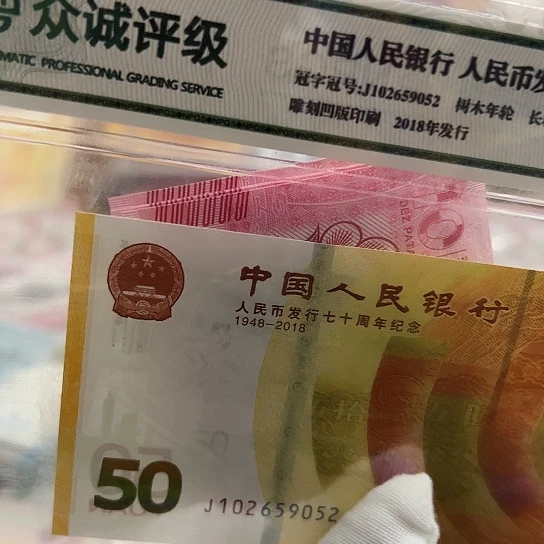 众诚评级
MATIC PROFESSIONAL GRADING SERVICE
中国人民银行 人民币发
冠字冠号:J102659052 树木年轮 长
雕刻凹版印刷 2018年发行
DEZ PAT
中国人民银行
人民币发行七十周年纪念
1948-2018
50
J102659052